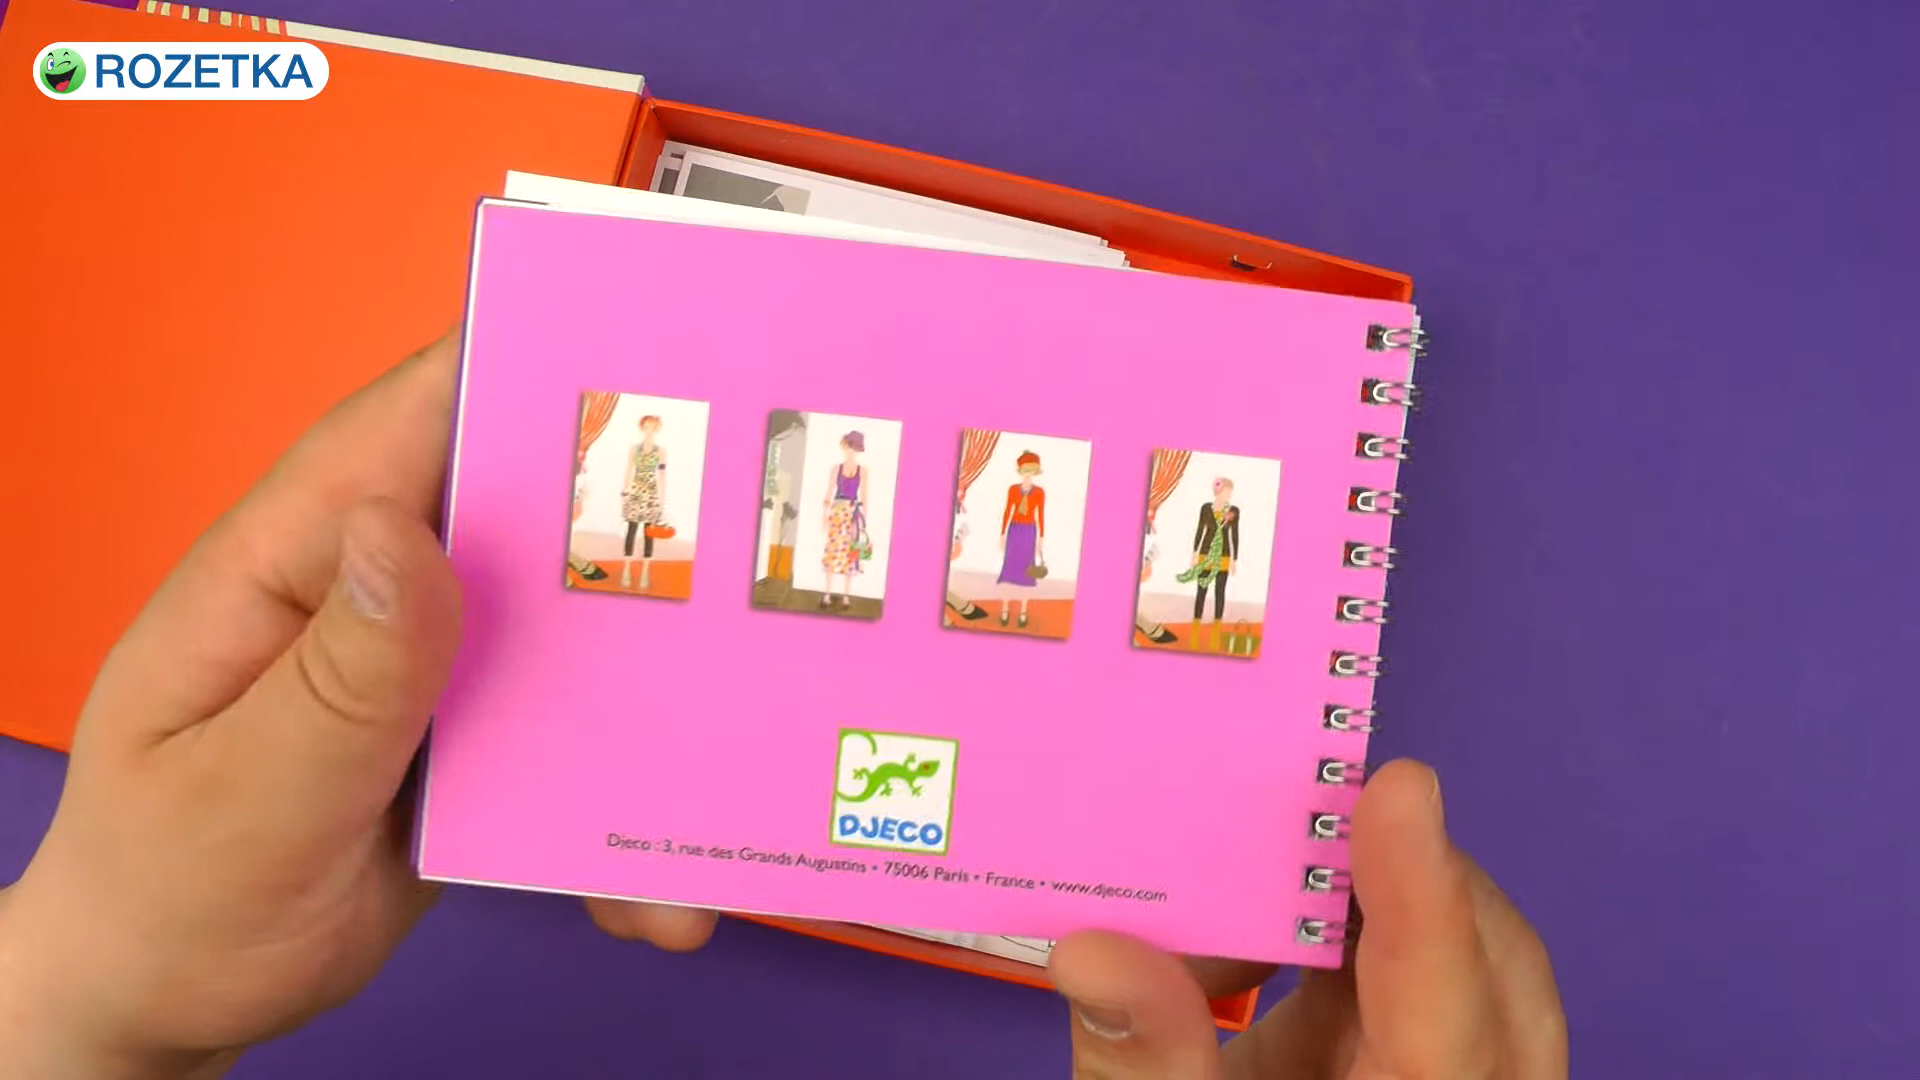 ROZETKA
DJECO
Djeco : 3, rue des Grands Augustins • 75006 Paris • France • www.djeco.com